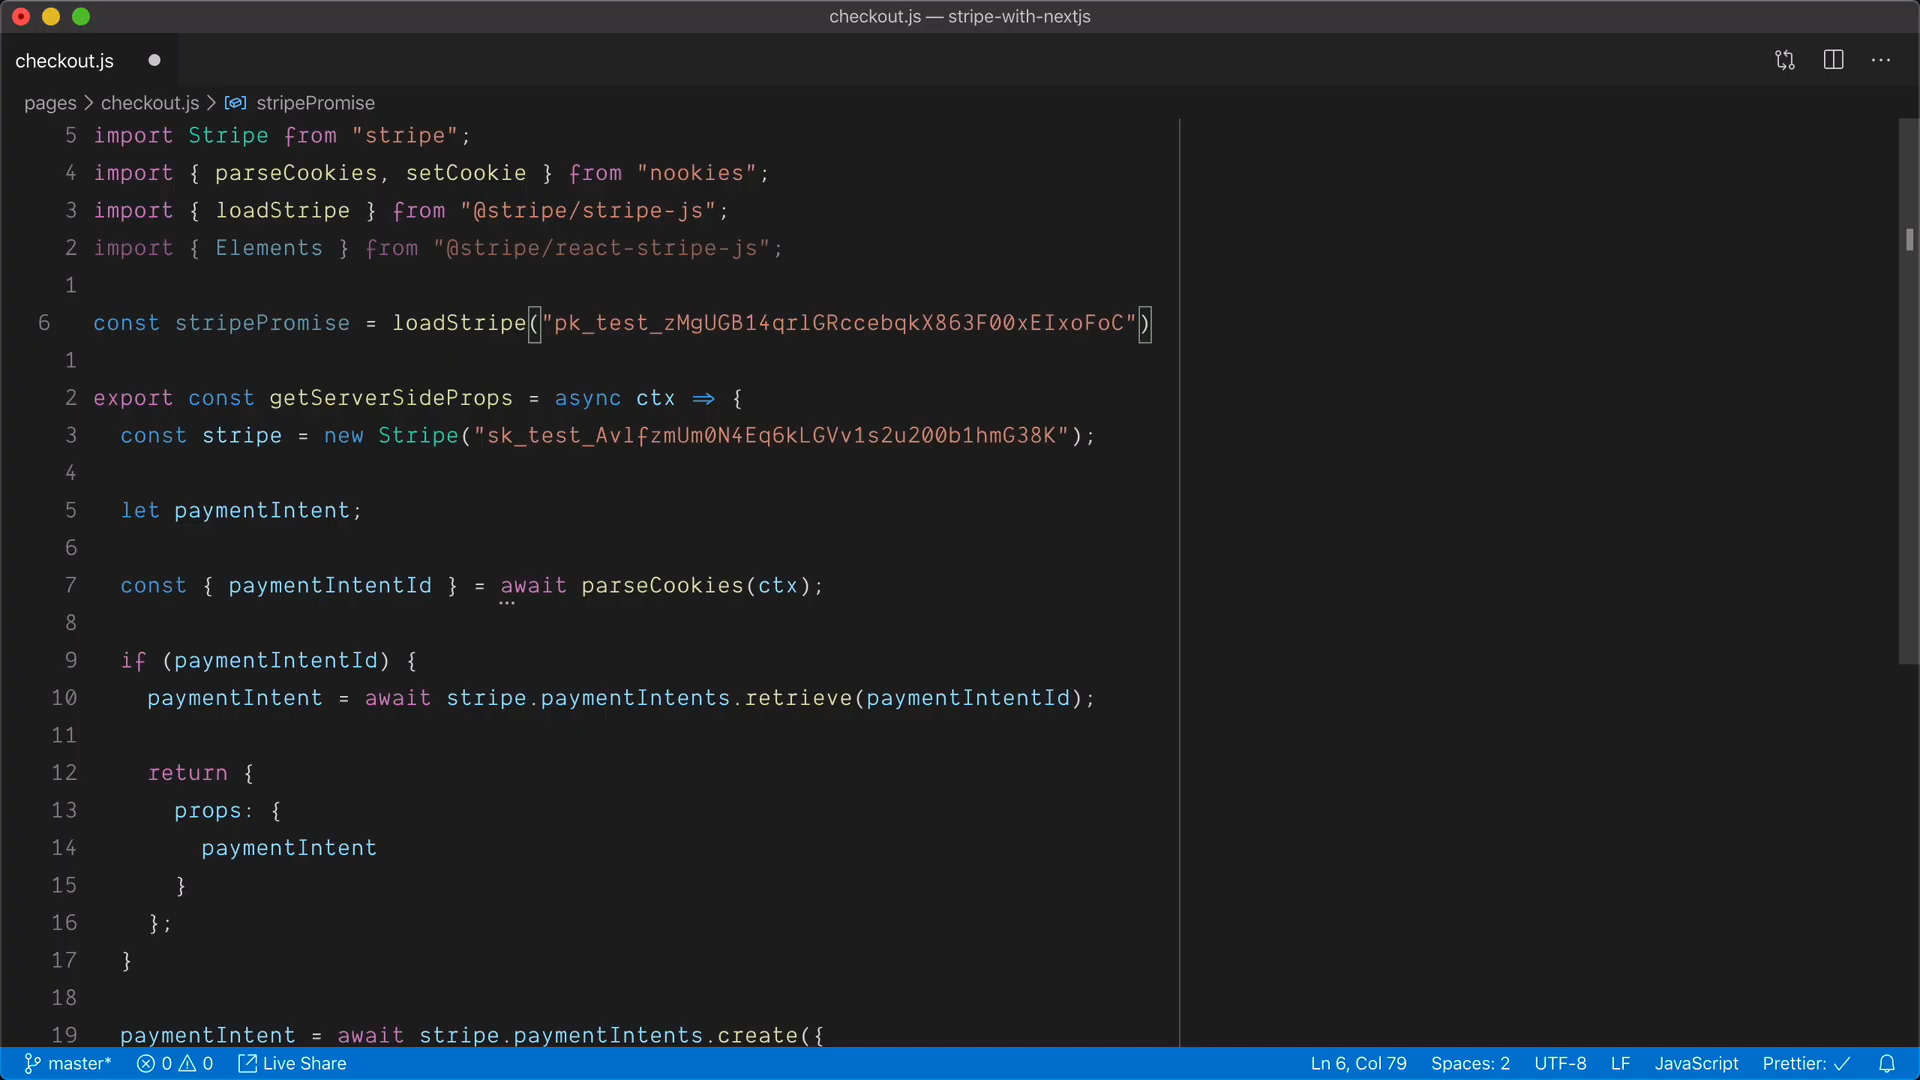 checkout.js — stripe-with-nextjs
checkout.js
pages > checkout.js > stripePromise
5 import Stripe from "stripe";
4 import { parseCookies, setCookie } from "nookies";
3 import { loadStripe } from "@stripe/stripe-js";
2 import { Elements } from "@stripe/react-stripe-js";
1
6 const stripePromise = loadStripe("pk_test_zMgUGB14qrlGRccebqkX863F00xEIxoFoC")
1
2 export const getServerSideProps = async ctx => {
3 const stripe = new Stripe("sk_test_AvlfzmUm0N4Eq6kLGVv1s2u200b1hmG38K");
4
5 let paymentIntent;
6
7 const { paymentIntentId } = await parseCookies(ctx);
8
9 if (paymentIntentId) {
10 paymentIntent = await stripe.paymentIntents.retrieve(paymentIntentId);
11
12 return {
13 props: {
14 paymentIntent
15 }
16 };
17 }
18
19 paymentIntent = await stripe.paymentIntents.create({
master* 0 0 Live Share Ln 6, Col 79 Spaces: 2 UTF-8 LF JavaScript Prettier: ✓